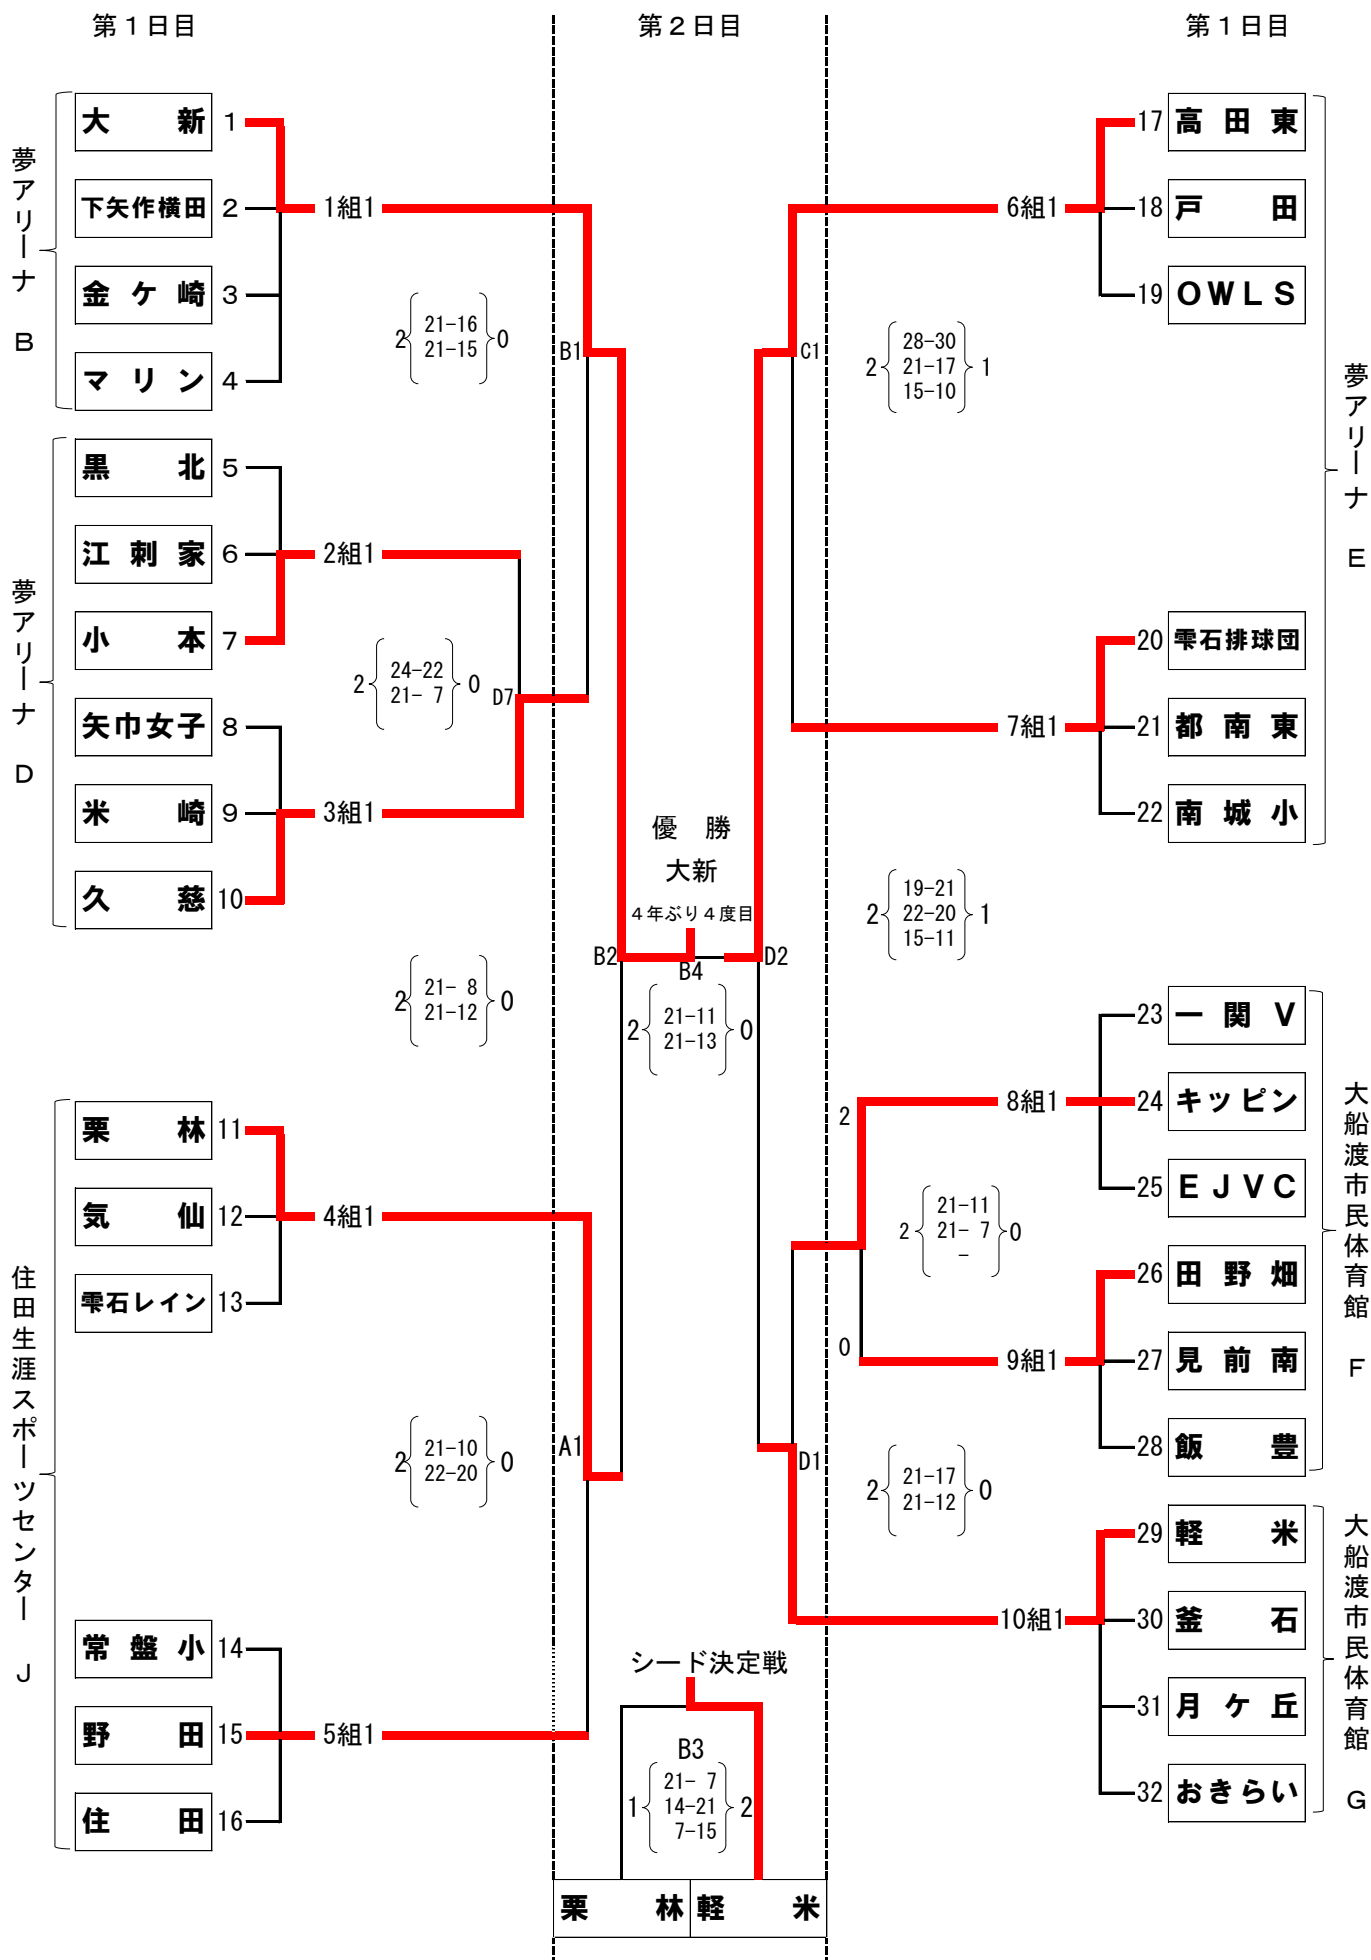 第１日目
第２日目
第１日目
夢アリーナ B
大 新 1
下矢作横田 2
金ケ崎 3
マリン 4
1組1
2 21-16 0
21-15
B1
夢アリーナ D
黒 北 5
江刺家 6
小 本 7
矢巾女子 8
米 崎 9
久 慈 10
2組1
3組1
2 24-22 0
21- 7
D7
2 21- 8 0
21-12
B2
住田生涯スポーツセンター J
栗 林 11
気 仙 12
雫石レイン 13
常盤小 14
野 田 15
住 田 16
4組1
5組1
2 21-10 0
22-20
A1
優 勝
大新
４年ぶり４度目
B4
2 21-11 0
21-13
シード決定戦
B3
1 21- 7 2
14-21
7-15
栗 林
軽 米
夢アリーナ E
17 高田東
18 戸 田
19 OWLS
20 雫石排球団
21 都南東
22 南城小
6組1
7組1
C1
2 28-30 1
21-17
15-10
D2
2 19-21 1
22-20
15-11
大船渡市民体育館 F
23 一関V
24 キッピン
25 EJVC
26 田野畑
27 見前南
28 飯 豊
8組1
9組1
2
0
2 21-11 0
21- 7
-
D1
2 21-17 0
21-12
大船渡市民体育館 G
29 軽 米
30 釜 石
31 月ケ丘
32 おきらい
10組1